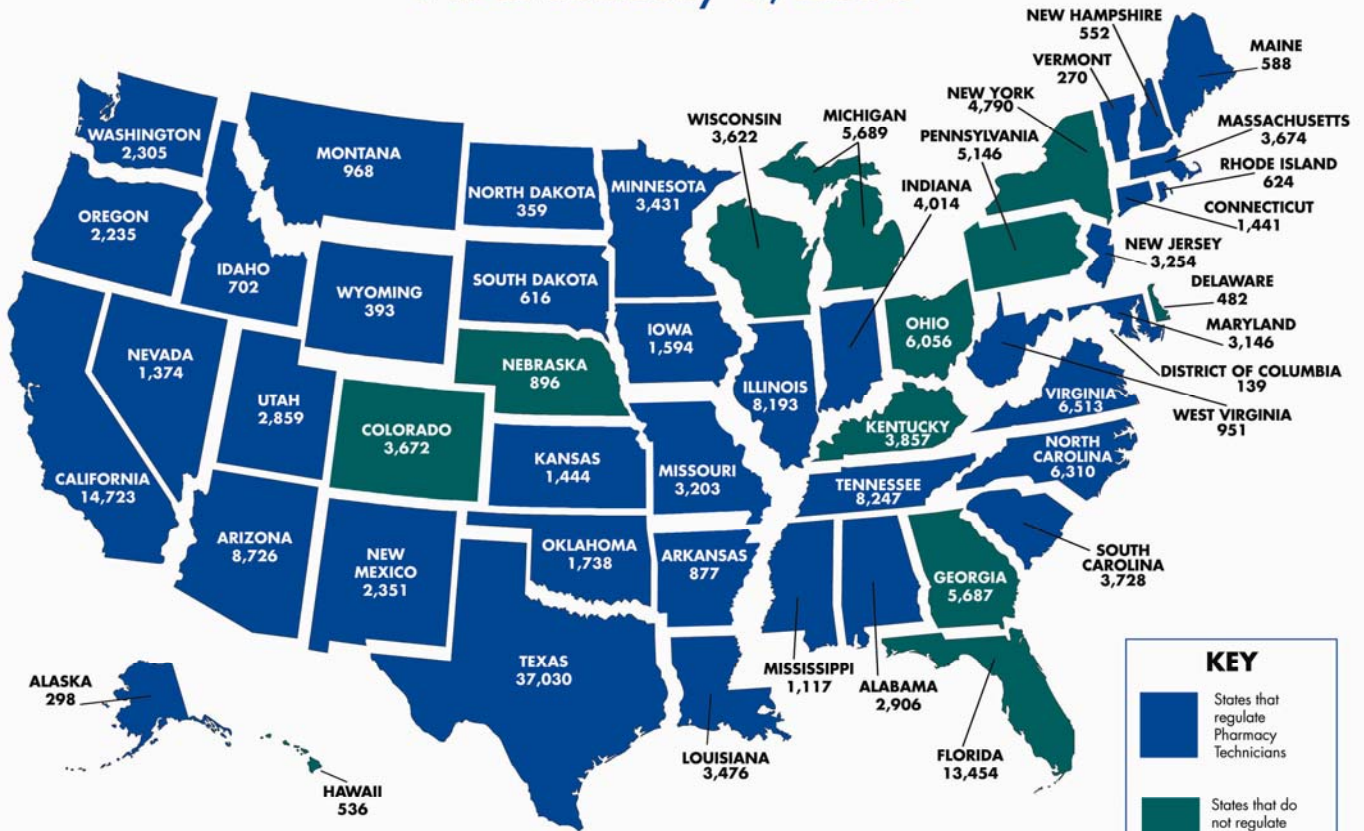 NEW HAMPSHIRE
552
MAINE
588
VERMONT
270
NEW YORK
4,790
MASSACHUSETTS
3,674
WISCONSIN
3,622
MICHIGAN
5,689
PENNSYLVANIA
5,146
RHODE ISLAND
624
INDIANA
4,014
CONNECTICUT
1,441
WASHINGTON
2,305
MONTANA
968
NORTH DAKOTA
359
MINNESOTA
3,431
OREGON
2,235
IDAHO
702
WYOMING
393
SOUTH DAKOTA
616
NEW JERSEY
3,254
DELAWARE
482
MARYLAND
3,146
DISTRICT OF COLUMBIA
139
WEST VIRGINIA
951
NEVADA
1,374
UTAH
2,859
COLORADO
3,672
NEBRASKA
896
IOWA
1,594
ILLINOIS
8,193
OHIO
6,056
KENTUCKY
3,857
VIRGINIA
6,513
CALIFORNIA
14,723
KANSAS
1,444
MISSOURI
3,203
TENNESSEE
8,247
NORTH
CAROLINA
6,310
ARIZONA
8,726
NEW
MEXICO
2,351
OKLAHOMA
1,738
ARKANSAS
877
GEORGIA
5,687
SOUTH
CAROLINA
3,728
TEXAS
37,030
MISSISSIPPI
1,117
ALABAMA
2,906
LOUISIANA
3,476
FLORIDA
13,454
ALASKA
298
HAWAII
536
KEY
States that
regulate
Pharmacy
Technicians
States that do
not regulate